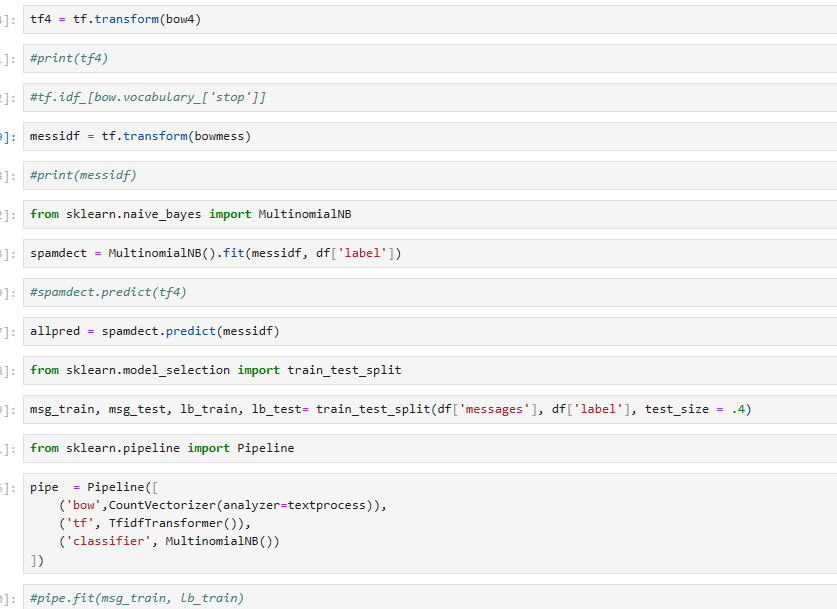 ]: tf4 = tf.transform(bow4)
]: #print(tf4)
]: #tf.idf_[bow.vocabulary_['stop']]
]: messidf = tf.transform(bowmess)
]: #print(messidf)
]: from sklearn.naive_bayes import MultinomialNB
]: spamdect = MultinomialNB().fit(messidf, df['label'])
]: #spamdect.predict(tf4)
]: allpred = spamdect.predict(messidf)
]: from sklearn.model_selection import train_test_split
]: msg_train, msg_test, lb_train, lb_test= train_test_split(df['messages'], df['label'], test_size = .4)
]: from sklearn.pipeline import Pipeline
]: pipe  = Pipeline([
    ('bow',CountVectorizer(analyzer=textprocess)),
    ('tf', TfidfTransformer()),
    ('classifier', MultinomialNB())
])
]: #pipe.fit(msg_train, lb_train)